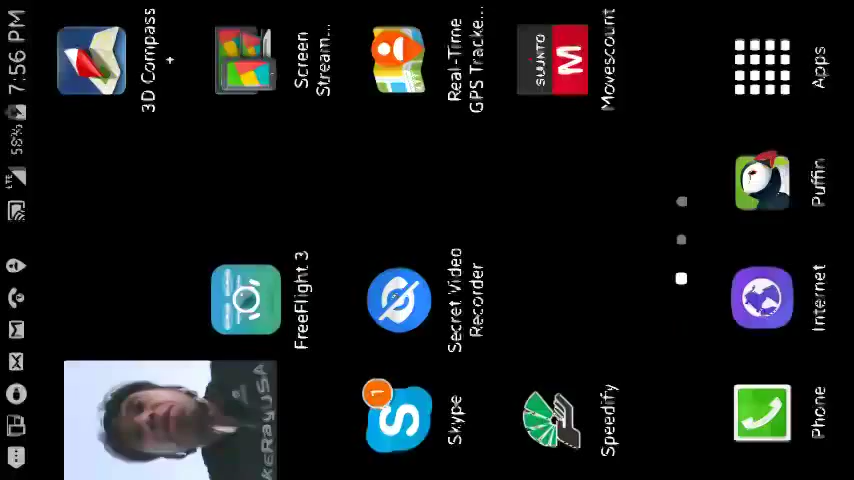 LTE 58% 7:56 PM
3D Compass
+
Screen
Stream...
Real-Time
GPS Tracke...
SUUNTO
M
Movescount
FreeFlight 3
Secret Video
Recorder
KeRayUSA
1
S
Skype
Speedify
Phone
Internet
Puffin
Apps